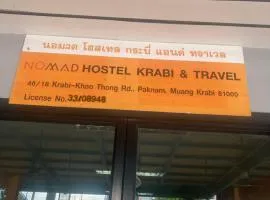 นอแมด โฮสเทล กระบี่ แอนด์ ทราเวล
NOMAD HOSTEL KRABI & TRAVEL
46/16 Krabi-Khao Thong Rd., Paknam, Muang Krabi 81000
License No. 33/08948